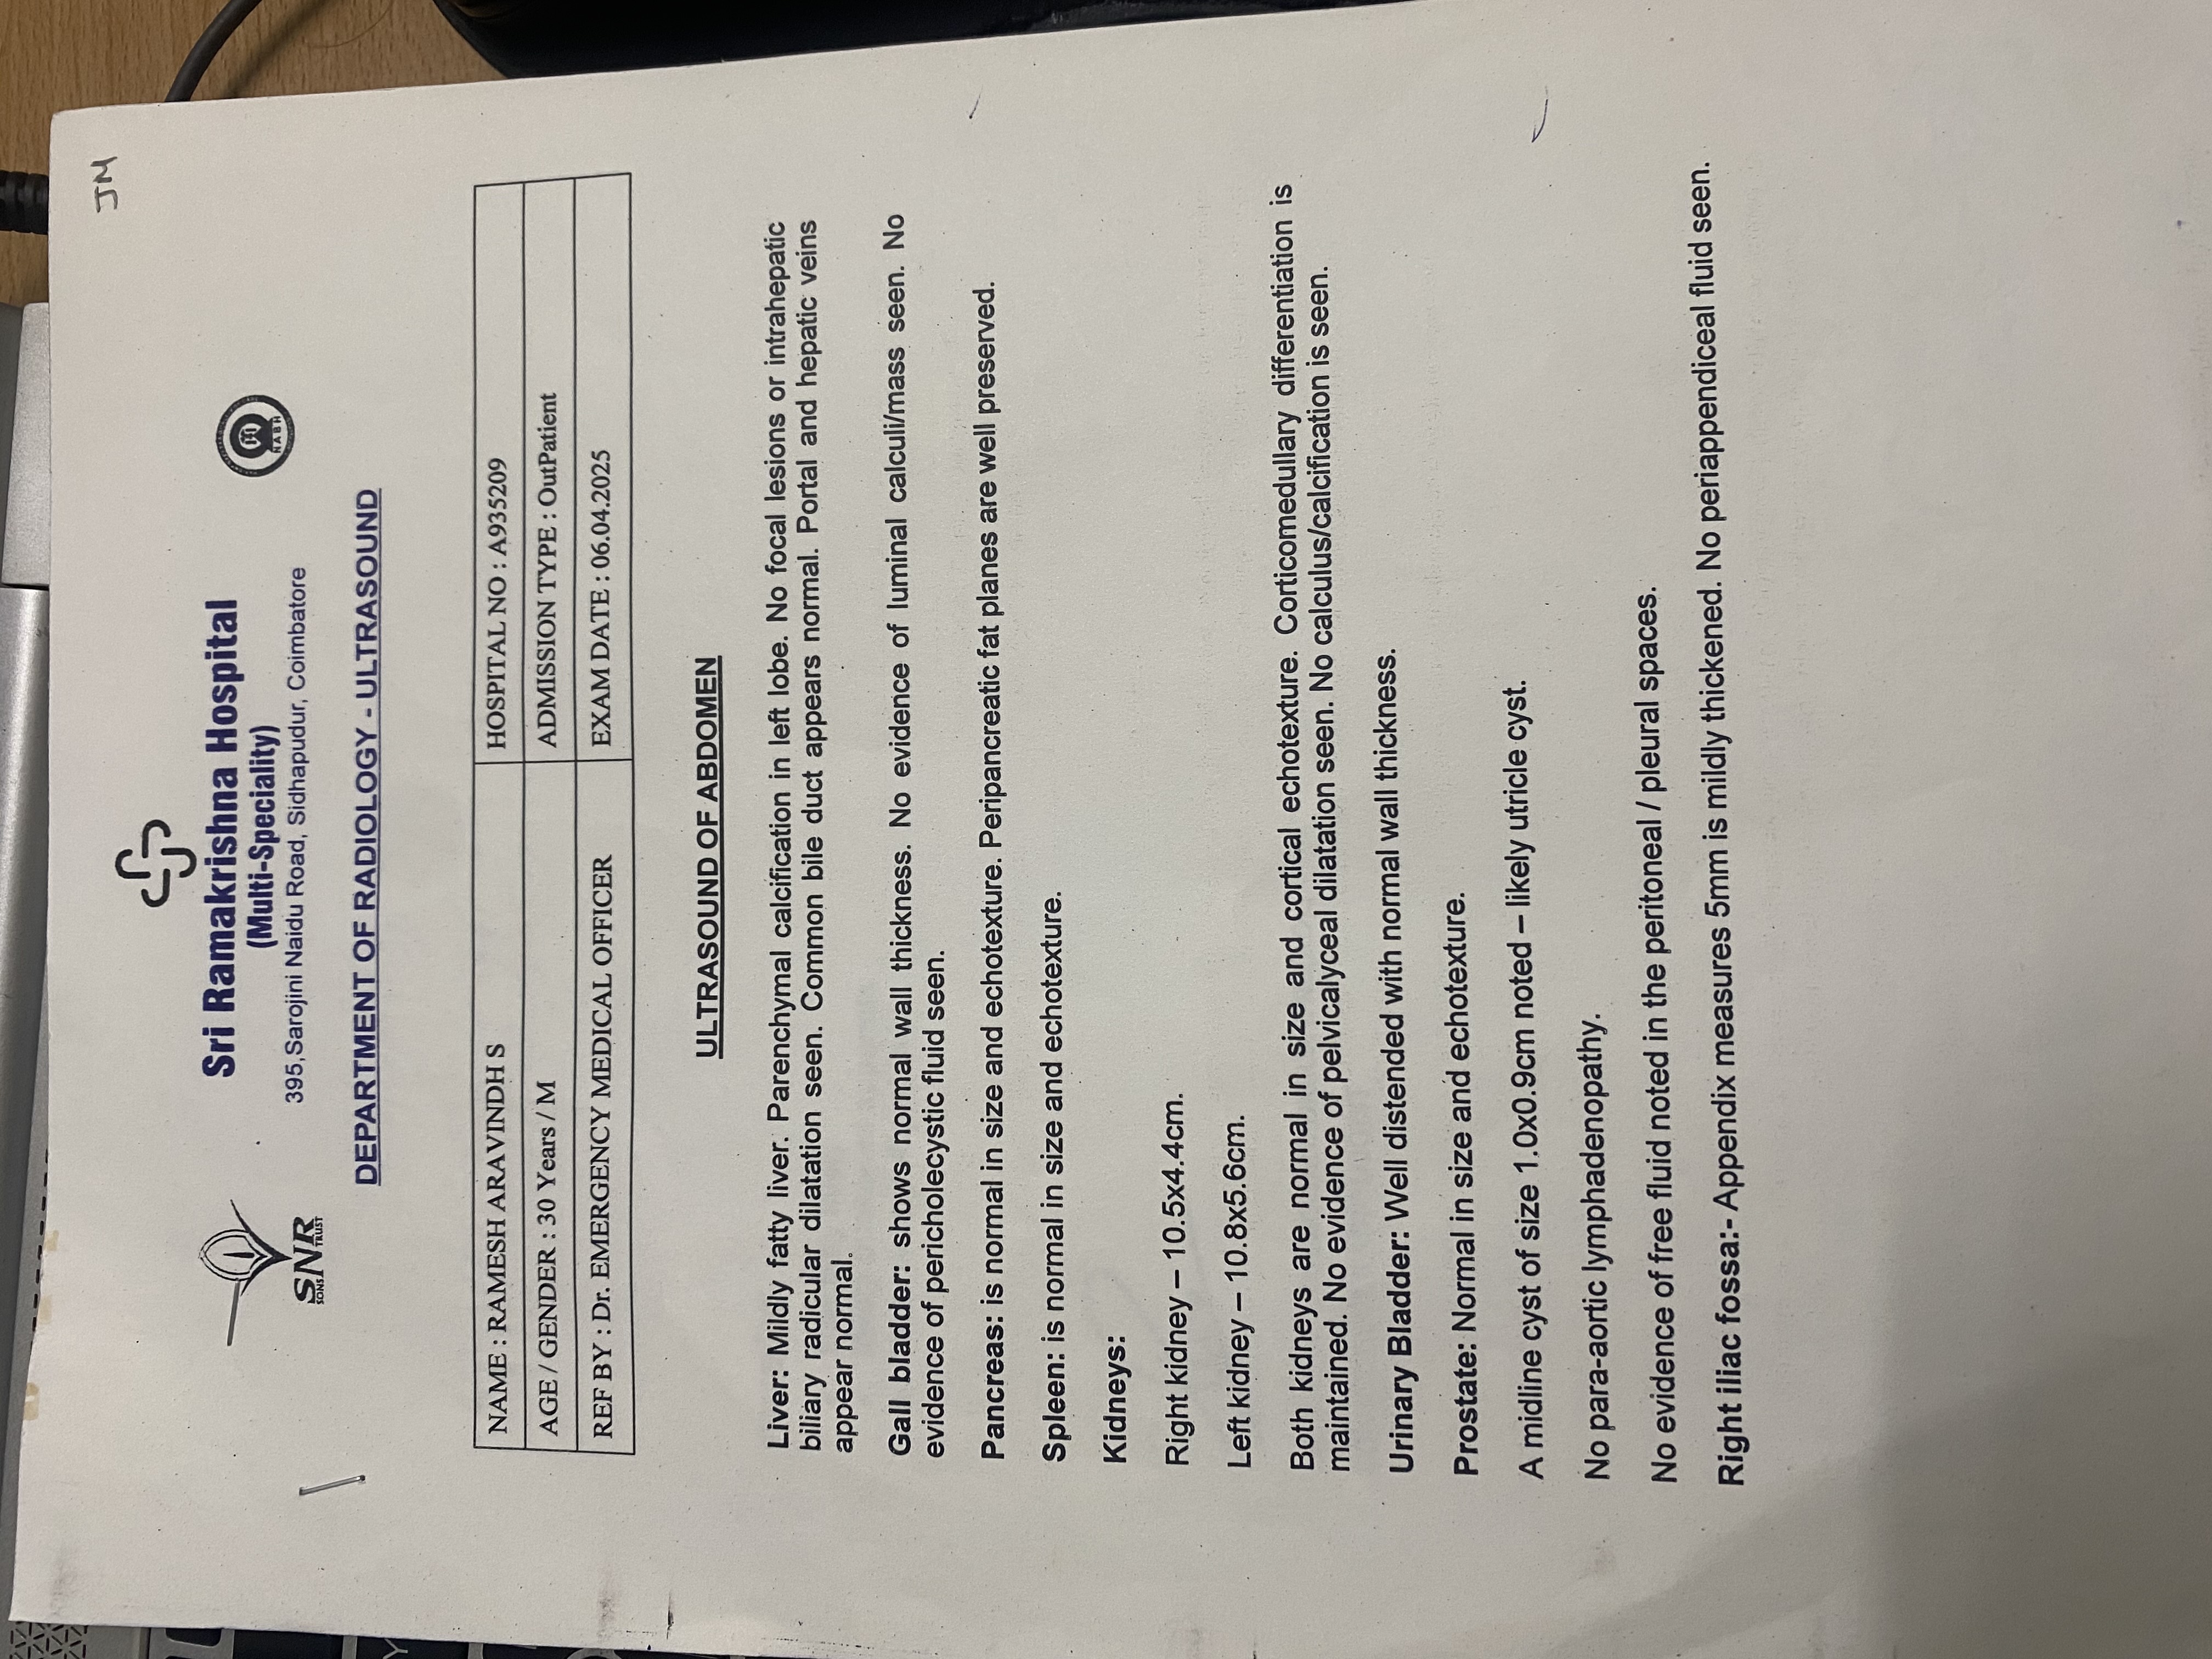 JM
Sri Ramakrishna Hospital
(Multi-Speciality)
395,Sarojini Naidu Road, Sidhapudur, Coimbatore
SNR
SONS TRUST
NABH
DEPARTMENT OF RADIOLOGY - ULTRASOUND
NAME : RAMESH ARAVINDH S HOSPITAL NO : A935209
AGE / GENDER : 30 Years / M ADMISSION TYPE : OutPatient
REF BY : Dr. EMERGENCY MEDICAL OFFICER EXAM DATE : 06.04.2025
ULTRASOUND OF ABDOMEN
Liver: Mildly fatty liver. Parenchymal calcification in left lobe. No focal lesions or intrahepatic
biliary radicular dilatation seen. Common bile duct appears normal. Portal and hepatic veins
appear normal.
Gall bladder: shows normal wall thickness. No evidence of luminal calculi/mass seen. No
evidence of pericholecystic fluid seen.
Pancreas: is normal in size and echotexture. Peripancreatic fat planes are well preserved.
Spleen: is normal in size and echotexture.
Kidneys:
Right kidney – 10.5x4.4cm.
Left kidney – 10.8x5.6cm.
Both kidneys are normal in size and cortical echotexture. Corticomedullary differentiation is
maintained. No evidence of pelvicalyceal dilatation seen. No calculus/calcification is seen.
Urinary Bladder: Well distended with normal wall thickness.
Prostate: Normal in size and echotexture.
A midline cyst of size 1.0x0.9cm noted – likely utricle cyst.
No para-aortic lymphadenopathy.
No evidence of free fluid noted in the peritoneal / pleural spaces.
Right iliac fossa:- Appendix measures 5mm is mildly thickened. No periappendiceal fluid seen.